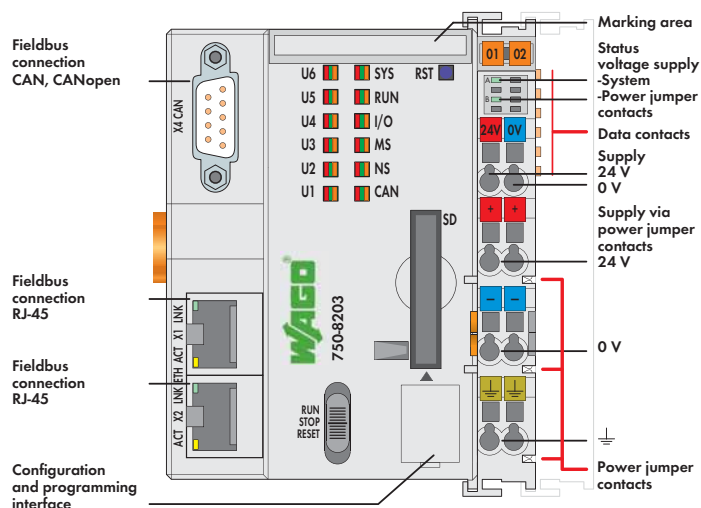 Fieldbus
connection
CAN, CANopen
Fieldbus
connection
RJ-45
Fieldbus
connection
RJ-45
Configuration
and programming
interface
X4 CAN
U6 SYS RST
U5 RUN
U4 I/O
U3 MS
U2 NS
U1 CAN
SD
WAGO
750-8203
ACT X1 LNK
ETH
ACT X2 LNK
RUN
STOP
RESET
01 02
A
B
24V 0V
+ +
− −
Marking area
Status
voltage supply
-System
-Power jumper
contacts
Data contacts
Supply
24 V
0 V
Supply via
power jumper
contacts
24 V
0 V
Power jumper
contacts